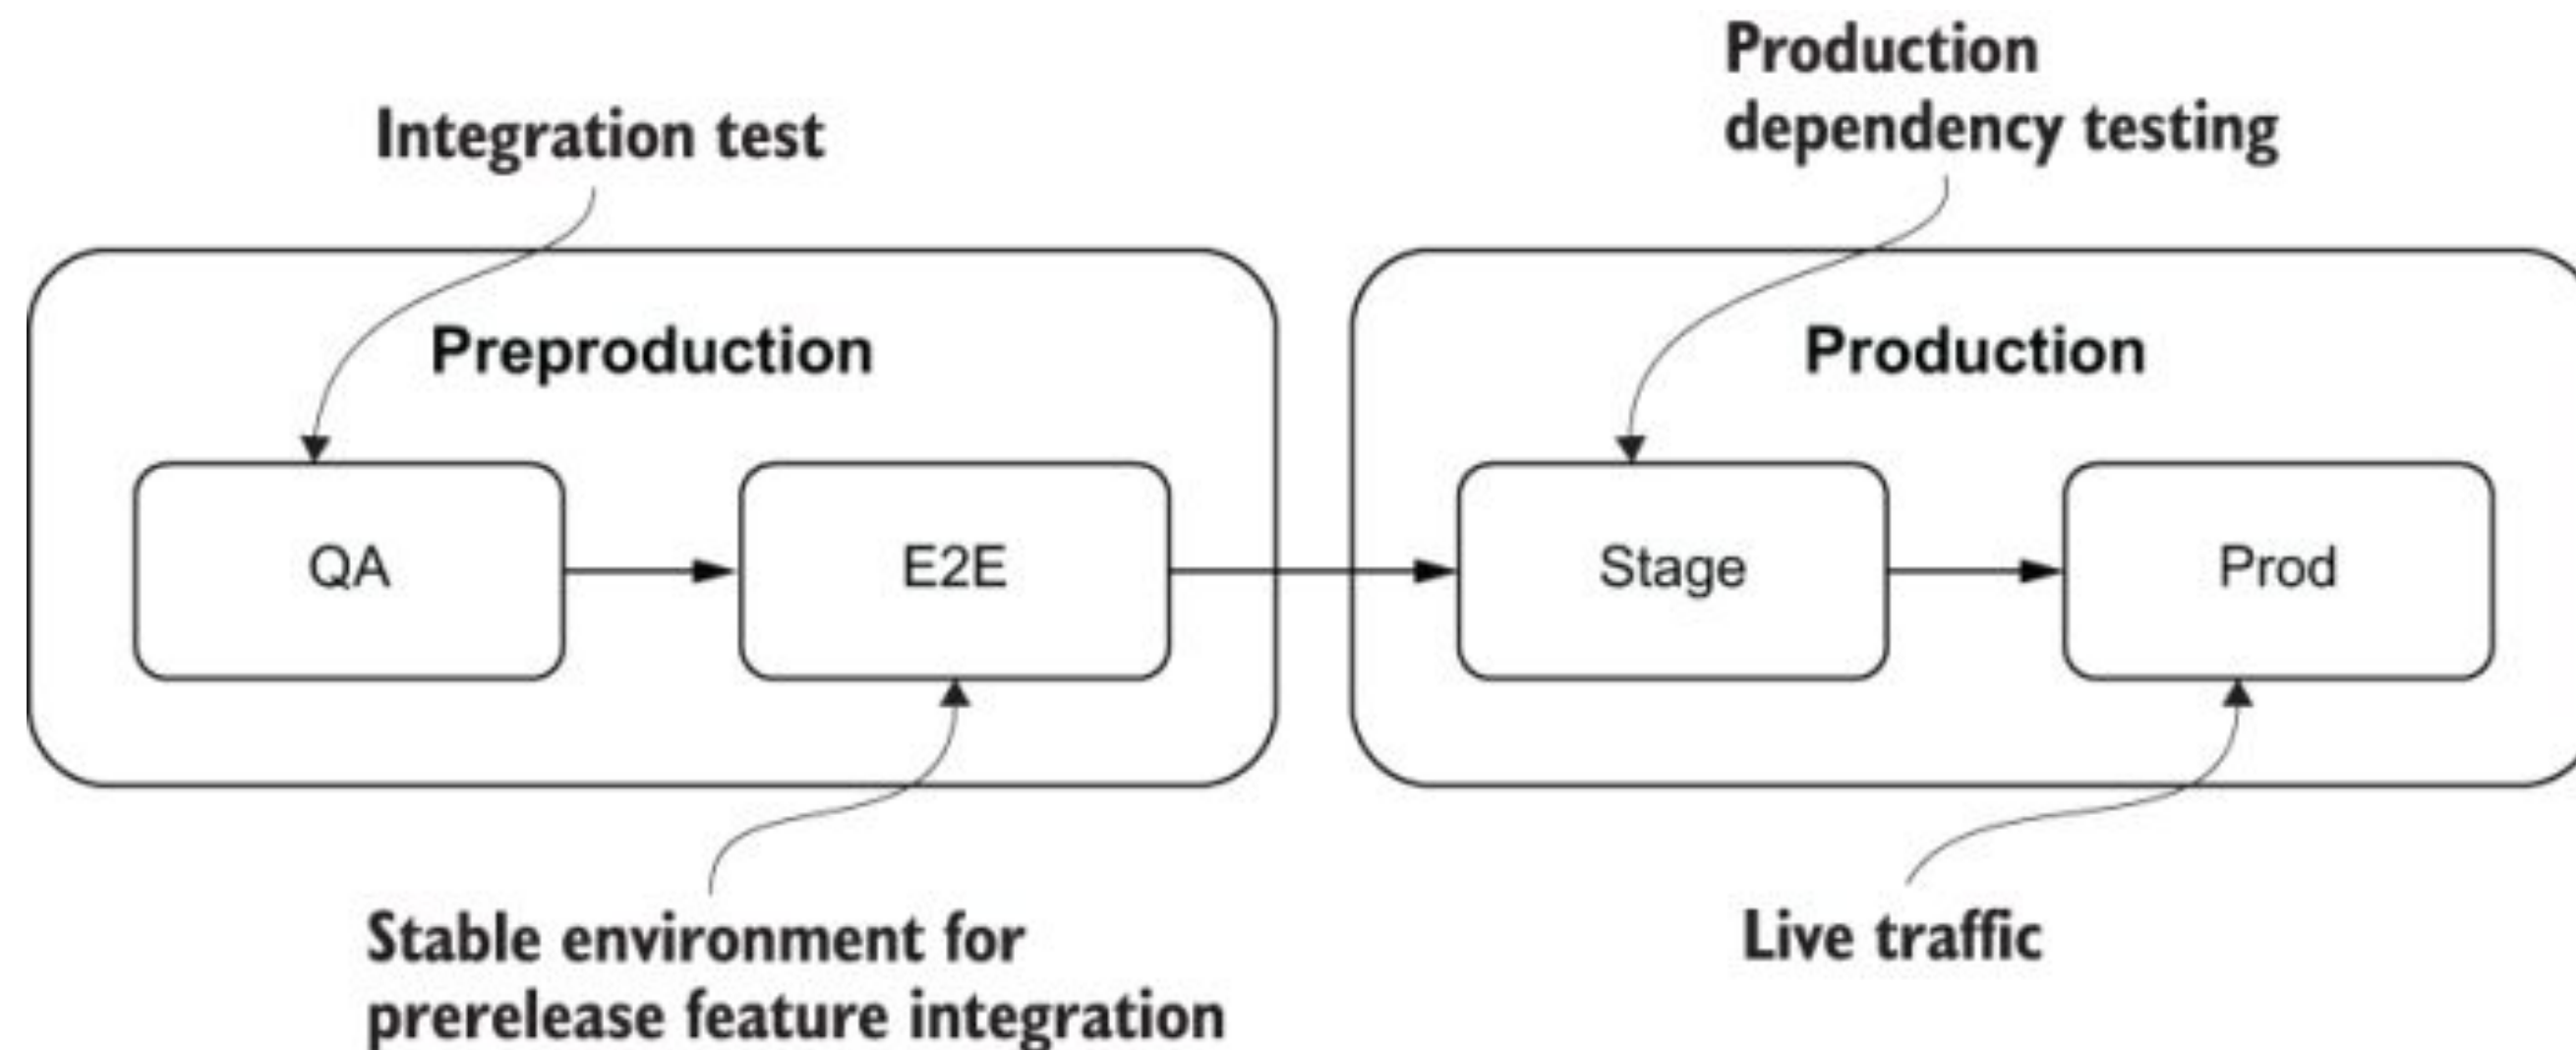 Production
dependency testing
Integration test
Preproduction
Production
QA
E2E
Stage
Prod
Stable environment for
prerelease feature integration
Live traffic